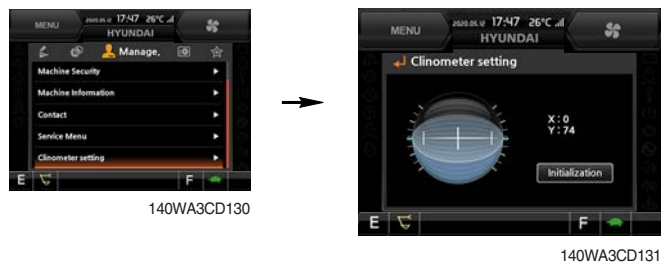 MENU
2020.05.12 17:47 26°C
HYUNDAI
Manage.
Machine Security
Machine Information
Contact
Service Menu
Clinometer setting
E
F
140WA3CD130
MENU
2020.05.12 17:47 26°C
HYUNDAI
Clinometer setting
X : 0
Y : 74
Initialization
E
F
140WA3CD131